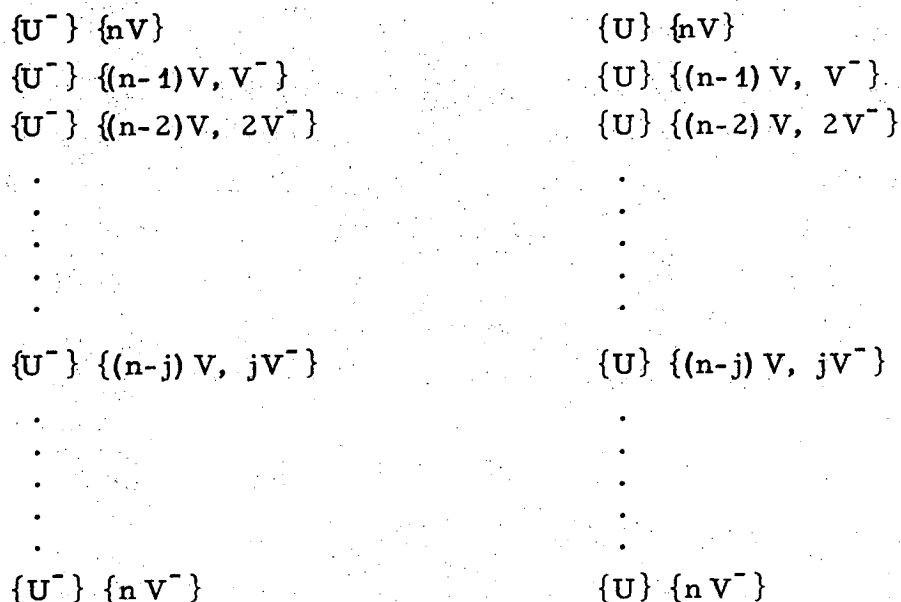 {U⁻} {nV} {U} {nV}
{U⁻} {(n-1)V, V⁻} {U} {(n-1) V, V⁻}
{U⁻} {(n-2)V, 2V⁻} {U} {(n-2) V, 2V⁻}
. .
. .
. .
. .
. .
{U⁻} {(n-j) V, jV⁻} {U} {(n-j) V, jV⁻}
. .
. .
. .
. .
. .
{U⁻} {n V⁻} {U} {n V⁻}